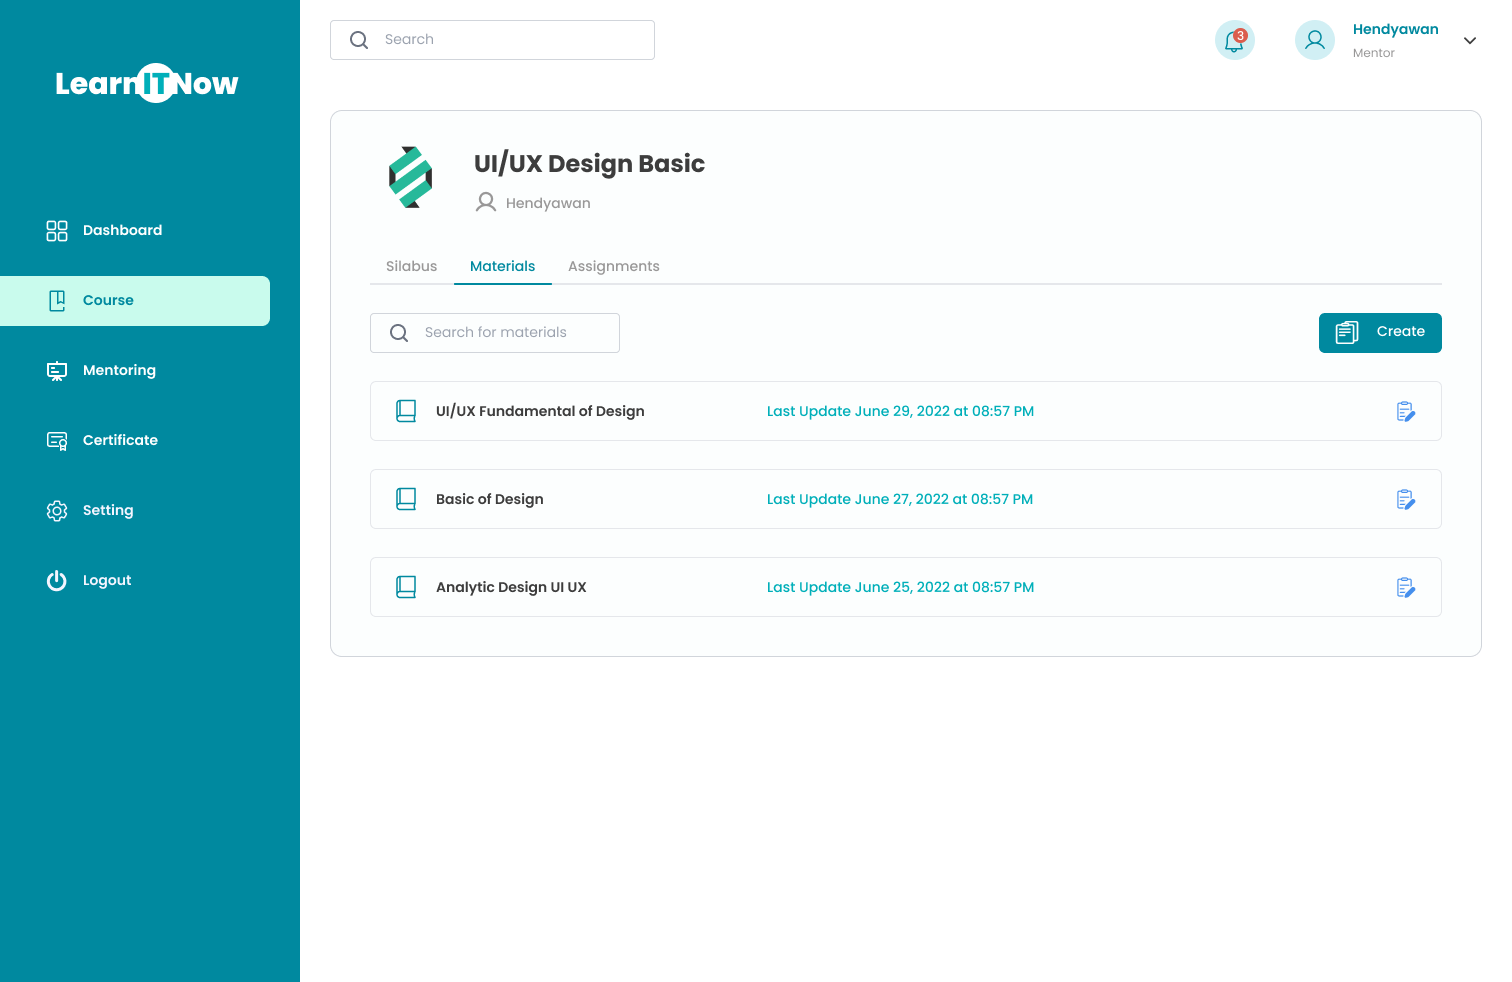 LearnITNow
Dashboard
Course
Mentoring
Certificate
Setting
Logout
Search
3
Hendyawan
Mentor
UI/UX Design Basic
Hendyawan
Silabus Materials Assignments
Search for materials
Create
UI/UX Fundamental of Design Last Update June 29, 2022 at 08:57 PM
Basic of Design Last Update June 27, 2022 at 08:57 PM
Analytic Design UI UX Last Update June 25, 2022 at 08:57 PM